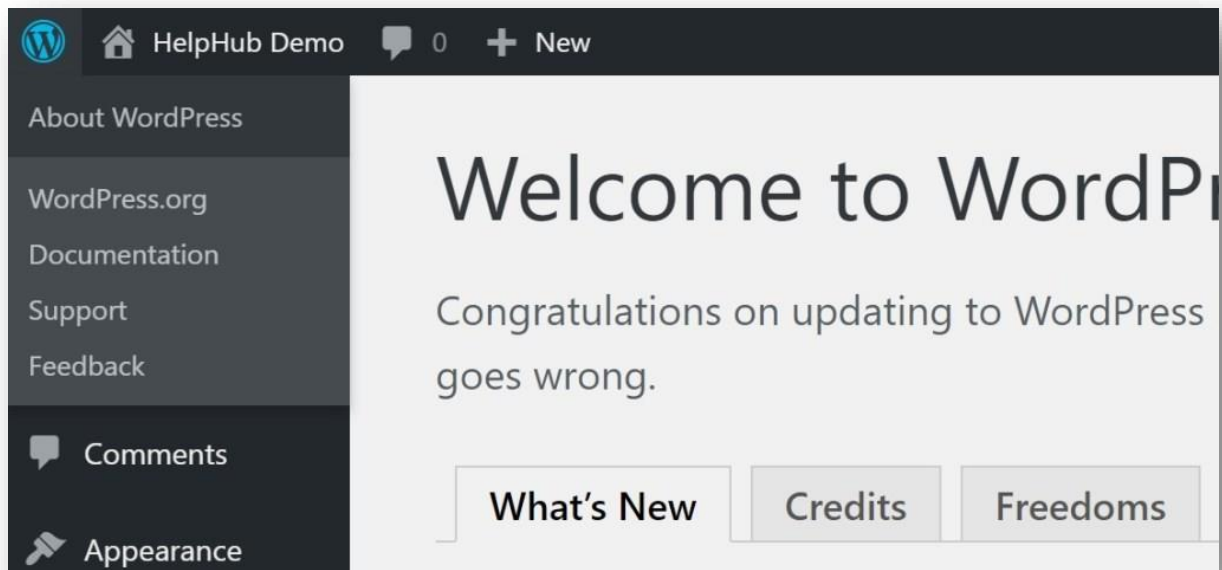 HelpHub Demo 0 New
About WordPress
WordPress.org
Documentation
Support
Feedback
Comments
Appearance
Welcome to WordPr
Congratulations on updating to WordPress
goes wrong.
What's New Credits Freedoms